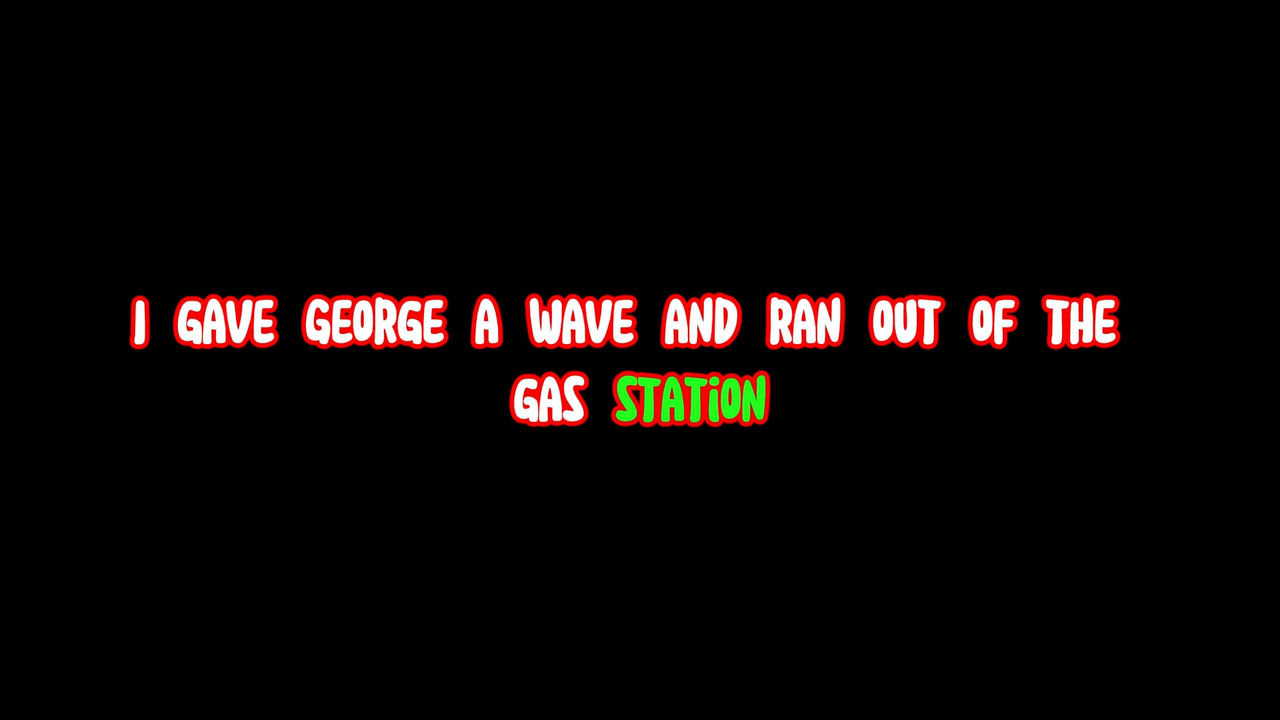 I GAVE GEORGE A WAVE AND RAN OUT OF THE
GAS STATiON